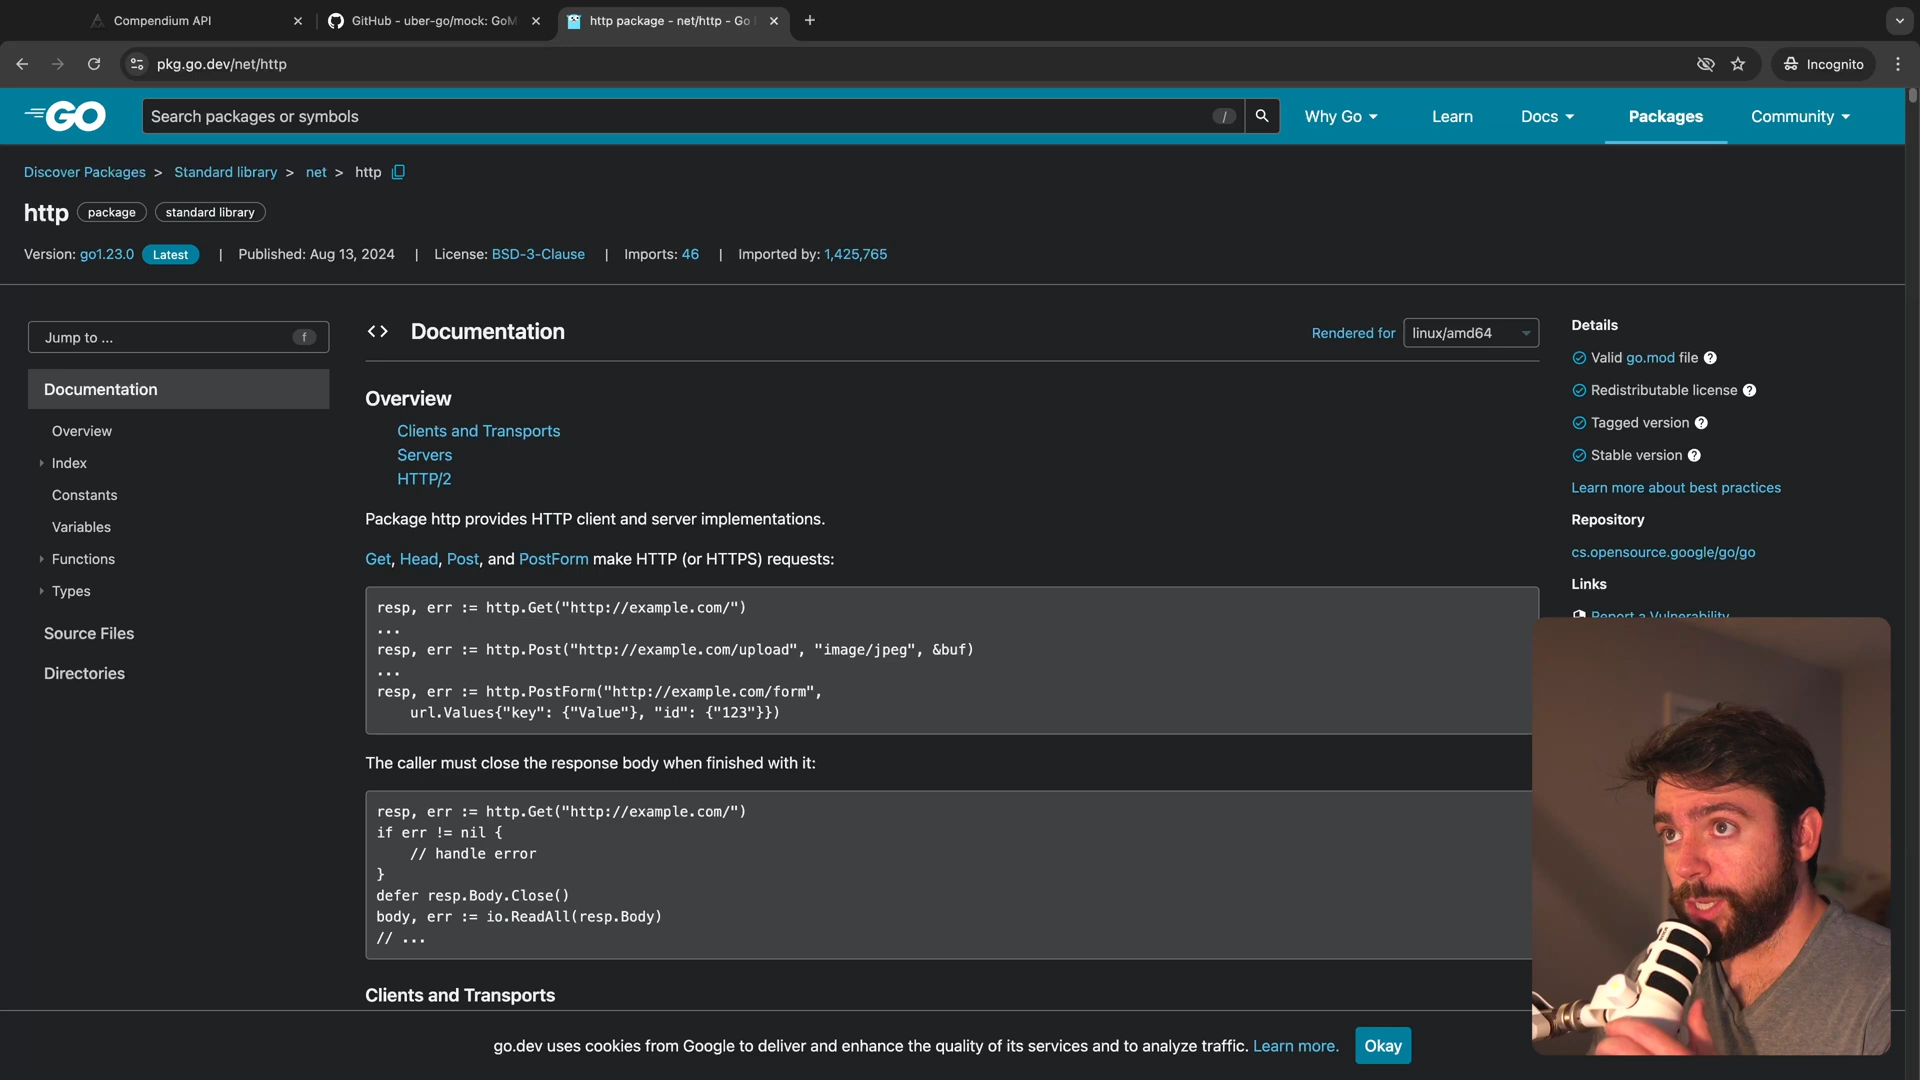 Compendium API
GitHub - uber-go/mock: GoM
http package - net/http - Go
pkg.go.dev/net/http
Incognito
GO
Search packages or symbols
/
Why Go
Learn
Docs
Packages
Community
Discover Packages > Standard library > net > http
http package standard library
Version: go1.23.0 Latest | Published: Aug 13, 2024 | License: BSD-3-Clause | Imports: 46 | Imported by: 1,425,765
Jump to ...
f
Documentation
Overview
Index
Constants
Variables
Functions
Types
Source Files
Directories
<> Documentation
Rendered for linux/amd64
Overview
Clients and Transports
Servers
HTTP/2
Package http provides HTTP client and server implementations.
Get, Head, Post, and PostForm make HTTP (or HTTPS) requests:
resp, err := http.Get("http://example.com/")
...
resp, err := http.Post("http://example.com/upload", "image/jpeg", &buf)
...
resp, err := http.PostForm("http://example.com/form",
url.Values{"key": {"Value"}, "id": {"123"}})
The caller must close the response body when finished with it:
resp, err := http.Get("http://example.com/")
if err != nil {
// handle error
}
defer resp.Body.Close()
body, err := io.ReadAll(resp.Body)
// ...
Clients and Transports
Details
Valid go.mod file
Redistributable license
Tagged version
Stable version
Learn more about best practices
Repository
cs.opensource.google/go/go
Links
Report a Vulnerability
go.dev uses cookies from Google to deliver and enhance the quality of its services and to analyze traffic. Learn more.
Okay